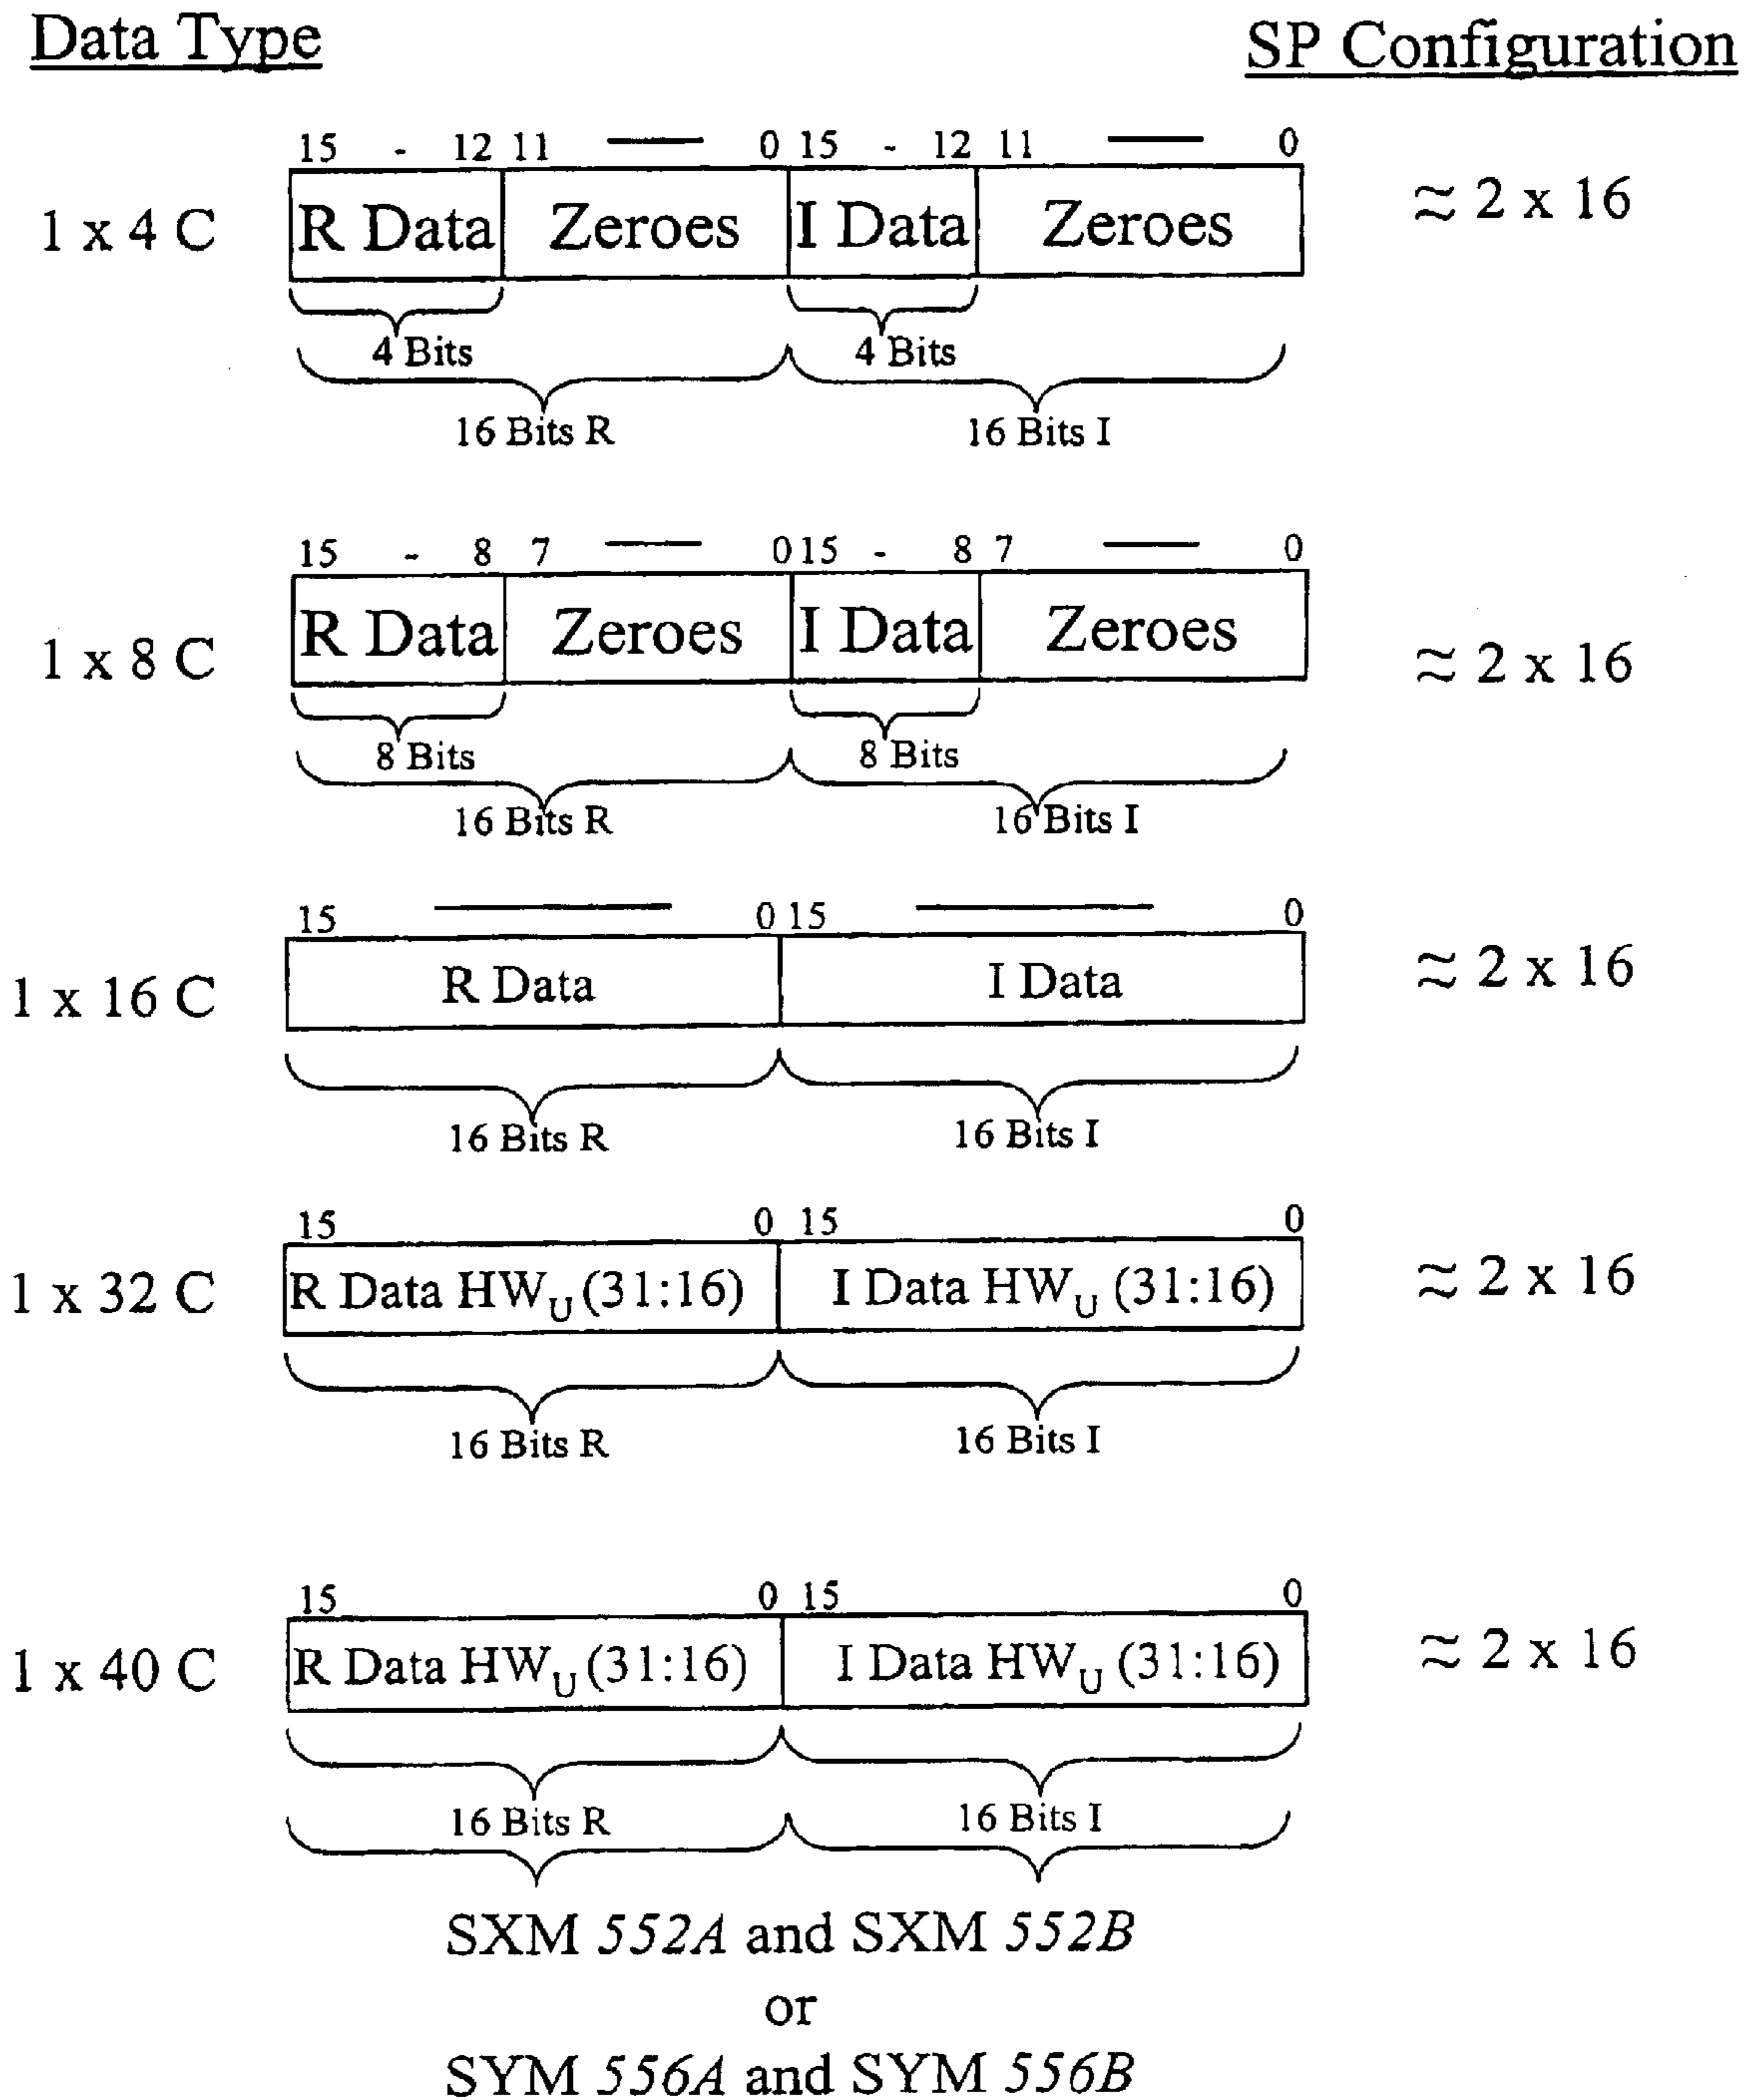 Data Type SP Configuration
15 - 12 11 — 0 15 - 12 11 — 0
1 x 4 C R Data Zeroes I Data Zeroes ≈ 2 x 16
4 Bits 4 Bits
16 Bits R 16 Bits I
15 - 8 7 — 0 15 - 8 7 — 0
1 x 8 C R Data Zeroes I Data Zeroes ≈ 2 x 16
8 Bits 8 Bits
16 Bits R 16 Bits I
15 — 0 15 — 0
1 x 16 C R Data I Data ≈ 2 x 16
16 Bits R 16 Bits I
15 0 15 0
1 x 32 C R Data HWU (31:16) I Data HWU (31:16) ≈ 2 x 16
16 Bits R 16 Bits I
15 0 15 0
1 x 40 C R Data HWU (31:16) I Data HWU (31:16) ≈ 2 x 16
16 Bits R 16 Bits I
SXM 552A and SXM 552B
or
SYM 556A and SYM 556B